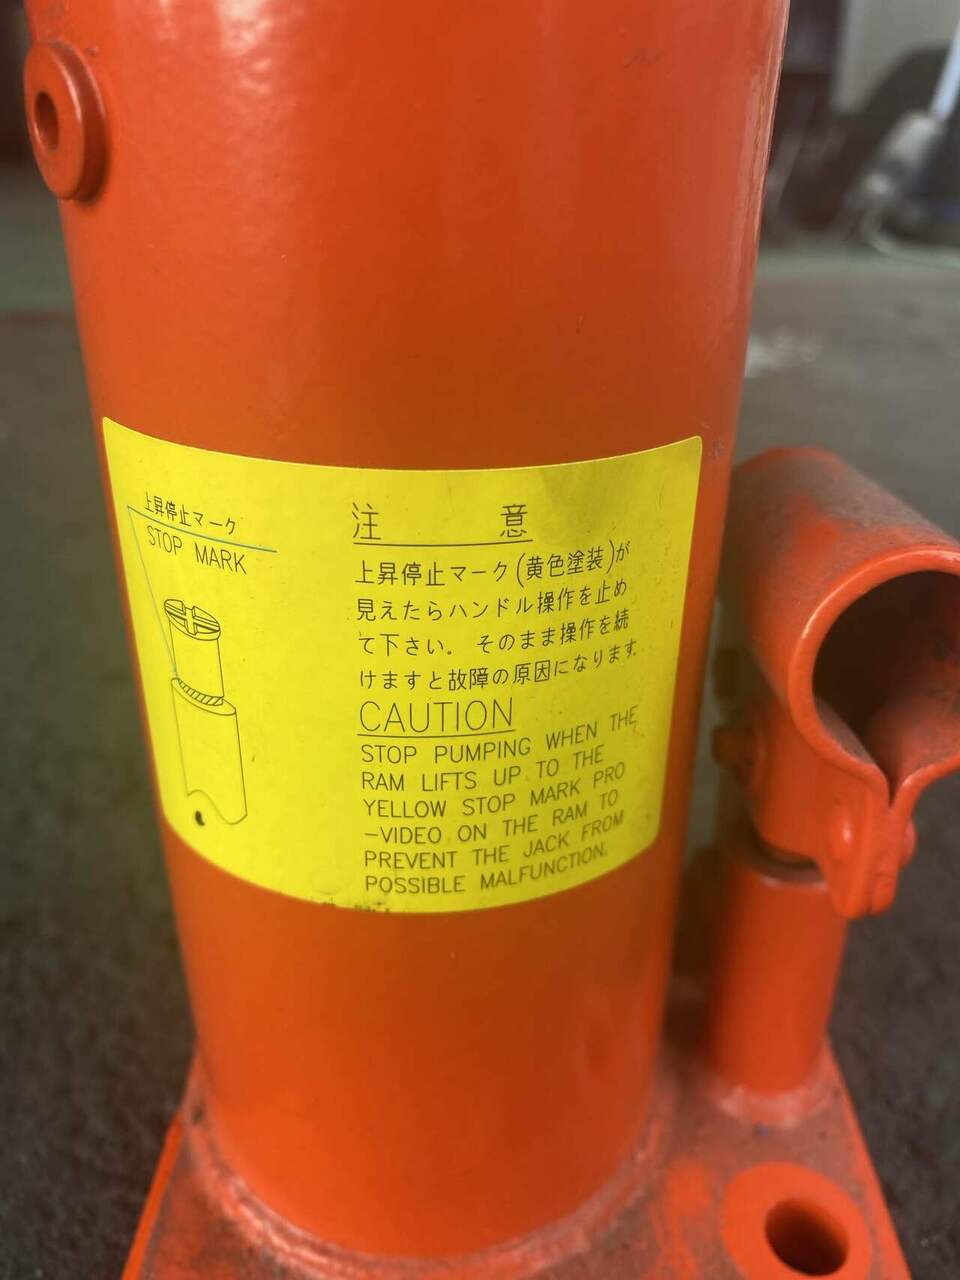 上昇停止マーク
STOP MARK
注 意
上昇停止マーク(黄色塗装)が
見えたらハンドル操作を止め
て下さい。そのまま操作を続
けますと故障の原因になります.
CAUTION
STOP PUMPING WHEN THE
RAM LIFTS UP TO THE
YELLOW STOP MARK PRO
-VIDEO ON THE RAM TO
PREVENT THE JACK FROM
POSSIBLE MALFUNCTION.